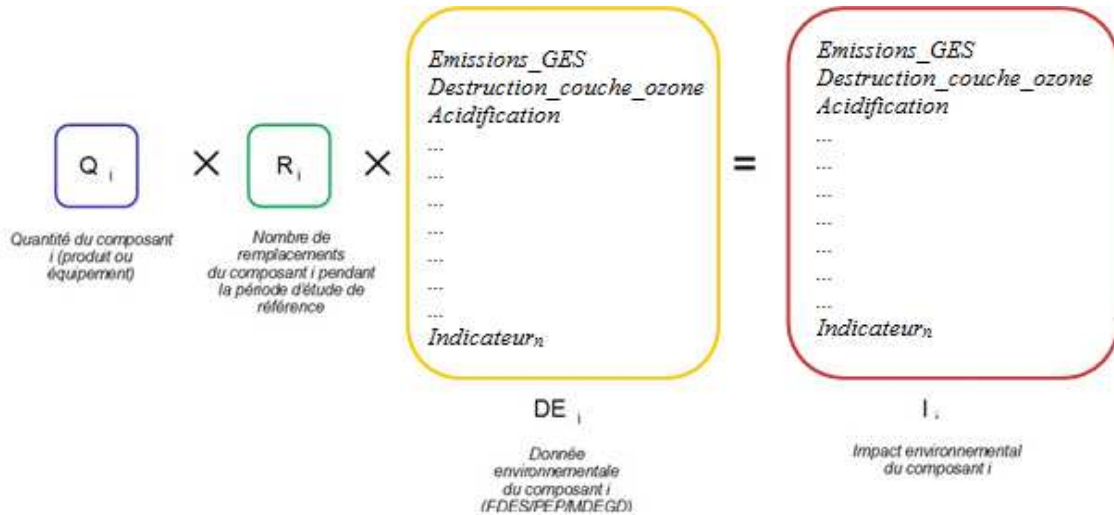 Q i
×
R i
×
=
Quantité du composant
i (produit ou
équipement)
Nombre de
remplacements
du composant i pendant
la période d'étude de
référence
Emissions_GES
Destruction_couche_ozone
Acidification
...
...
...
...
...
...
...
Indicateurn
DE i
Donnée
environnementale
du composant i
(FDES/PEP/MDEGD)
Emissions_GES
Destruction_couche_ozone
Acidification
...
...
...
...
...
...
...
Indicateurn
I i
Impact environnemental
du composant i